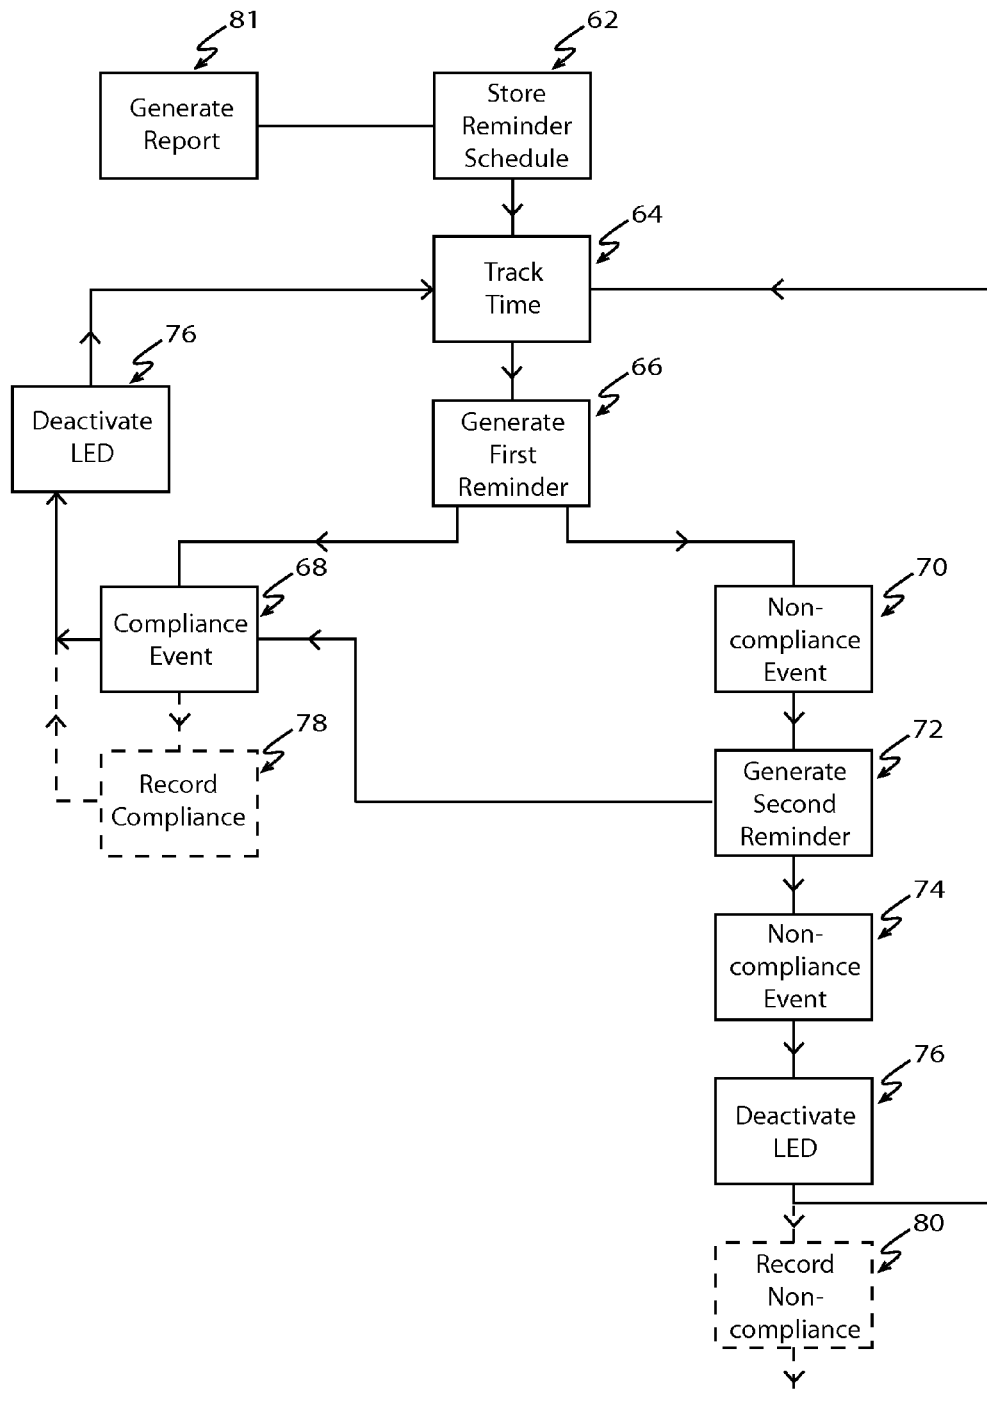 81
62
Generate
Report
Store
Reminder
Schedule
64
Track
Time
76
Deactivate
LED
66
Generate
First
Reminder
68
Compliance
Event
70
Non-
compliance
Event
78
Record
Compliance
72
Generate
Second
Reminder
74
Non-
compliance
Event
76
Deactivate
LED
80
Record
Non-
compliance